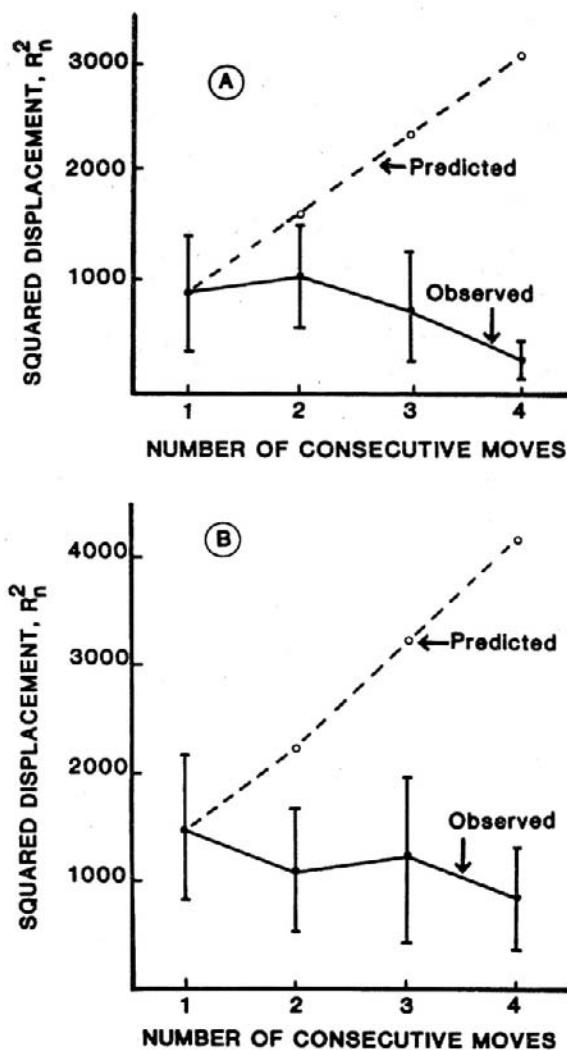 A
SQUARED DISPLACEMENT, R²n
3000
2000
1000
Predicted
Observed
1 2 3 4
NUMBER OF CONSECUTIVE MOVES
B
SQUARED DISPLACEMENT, R²n
4000
3000
2000
1000
Predicted
Observed
1 2 3 4
NUMBER OF CONSECUTIVE MOVES